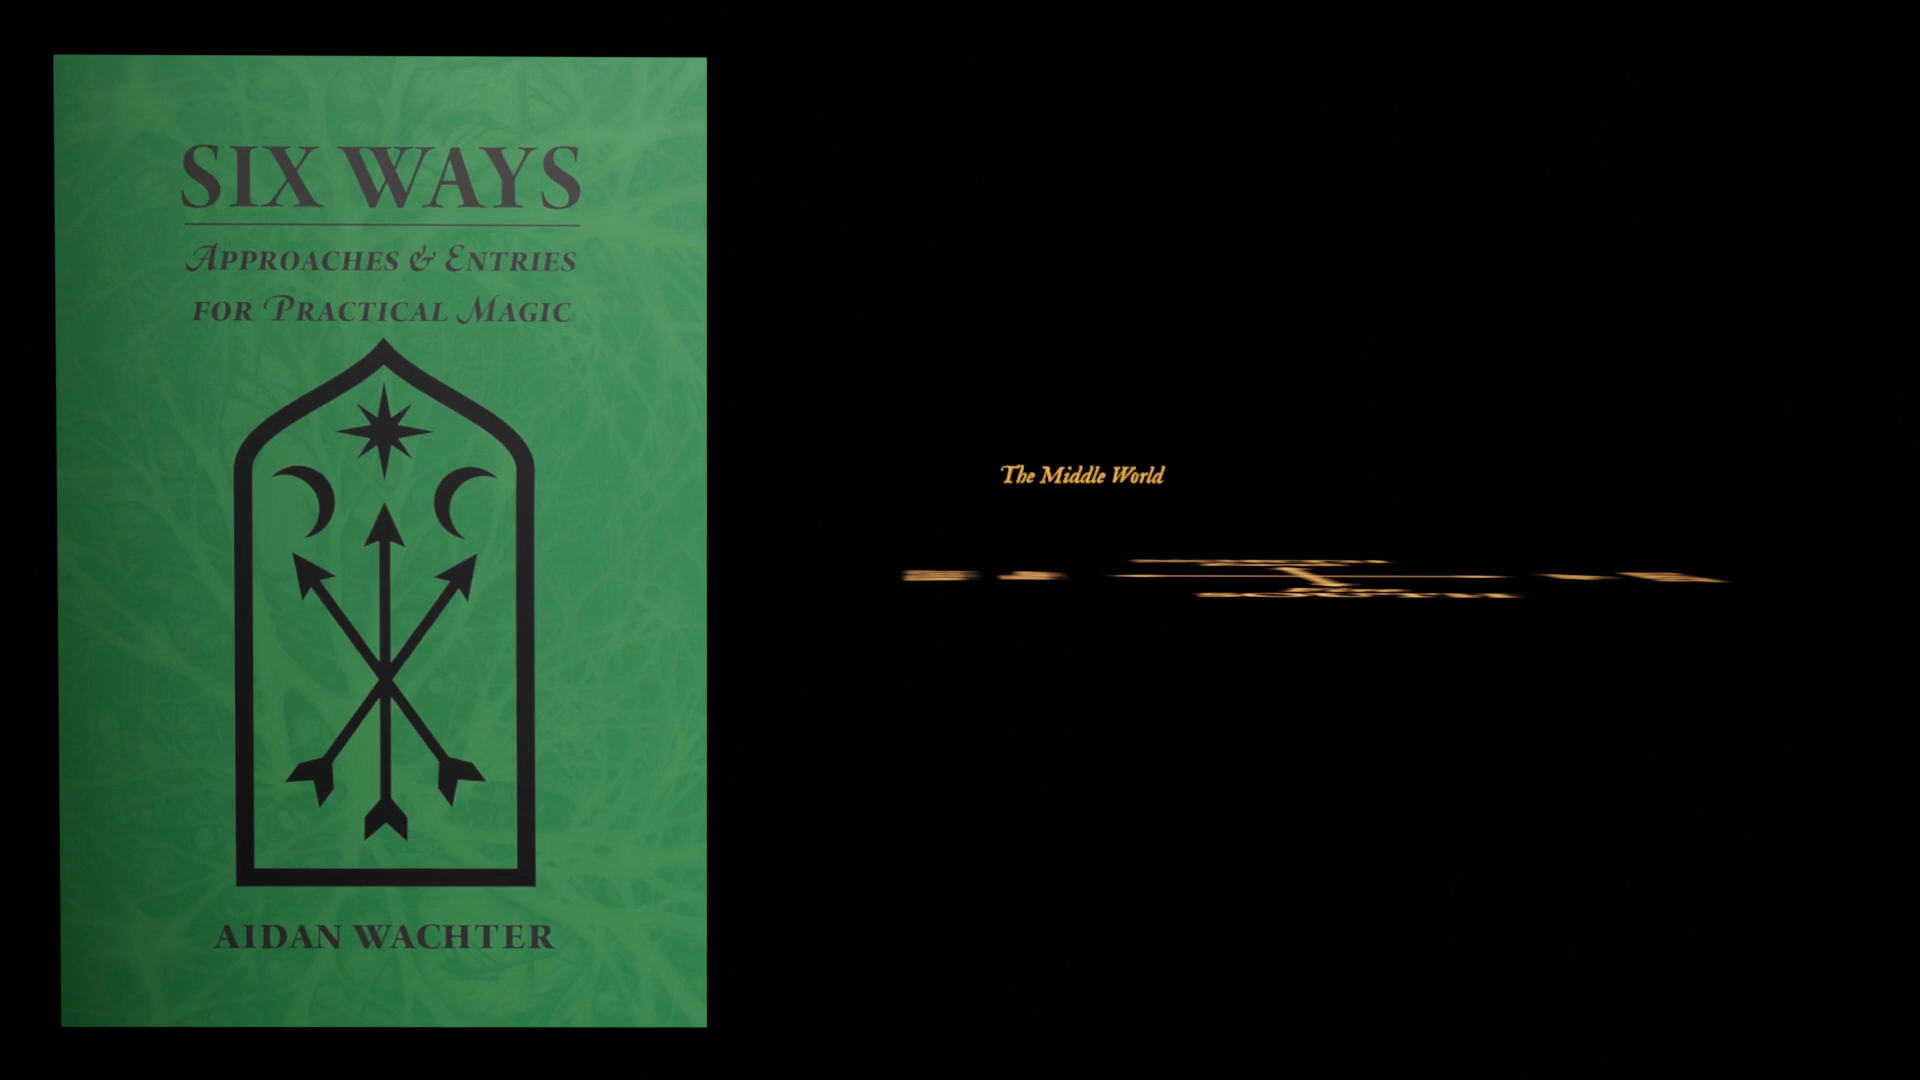 SIX WAYS
APPROACHES & ENTRIES
FOR PRACTICAL MAGIC
AIDAN WACHTER
The Middle World